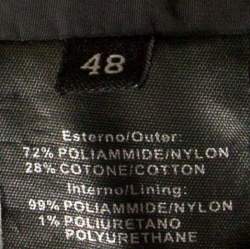 48
Esterno/Outer:
72% POLIAMMIDE/NYLON
28% COTONE/COTTON
Interno/Lining:
99% POLIAMMIDE/NYLON
1% POLIURETANO
POLYURETHANE